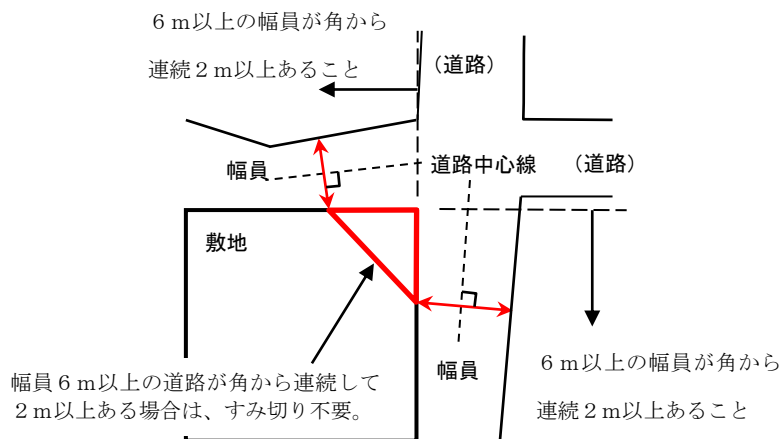 ６ｍ以上の幅員が角から
連続２ｍ以上あること
（道路）
幅員
道路中心線
（道路）
敷地
幅員６ｍ以上の道路が角から連続して
２ｍ以上ある場合は、すみ切り不要。
幅員
６ｍ以上の幅員が角から
連続２ｍ以上あること